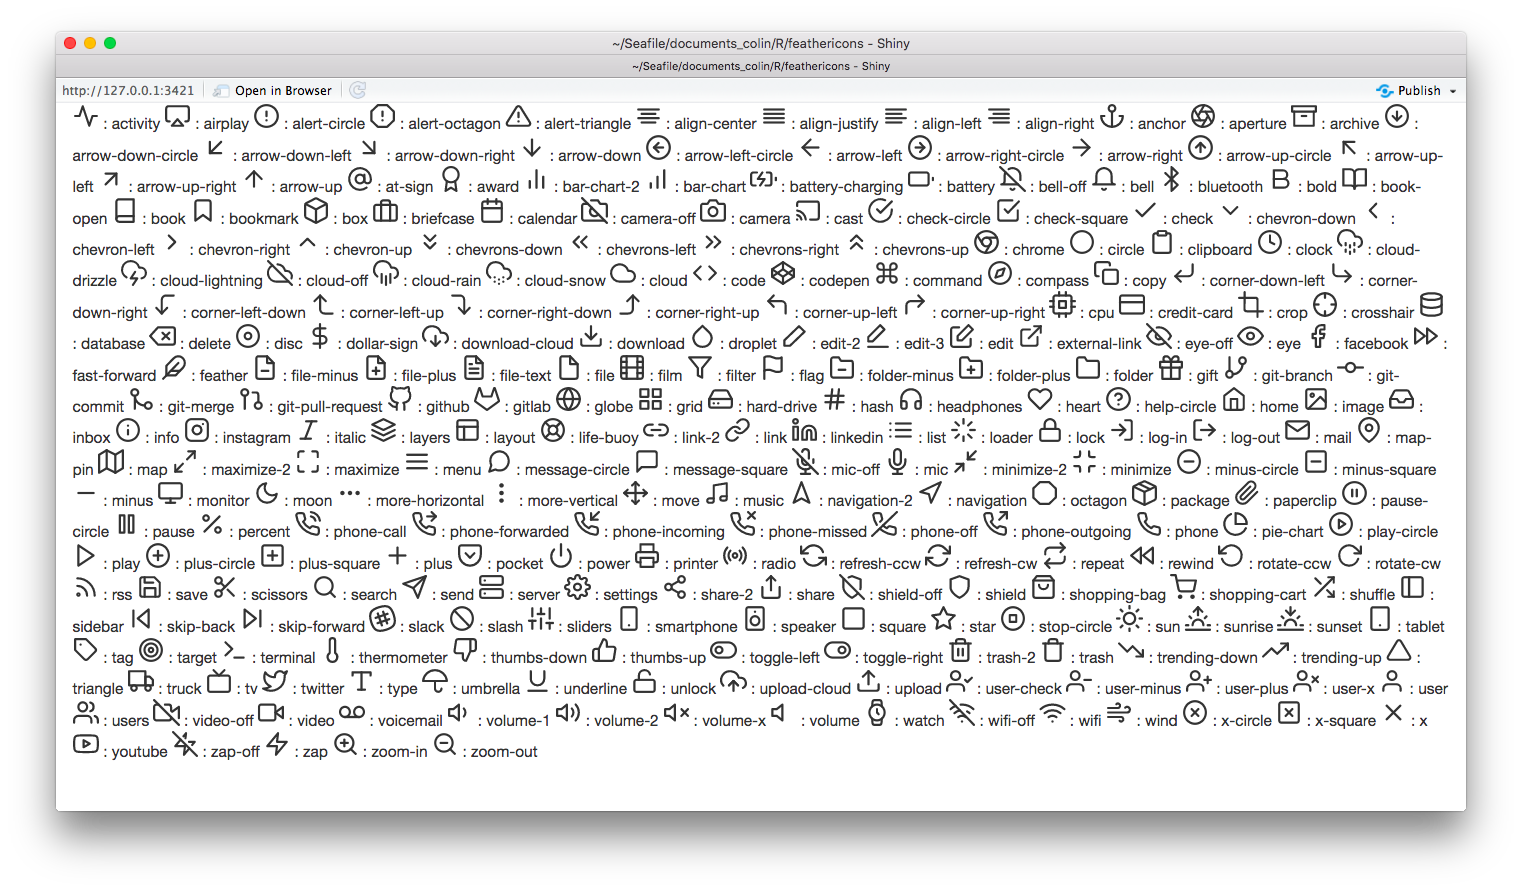 ~/Seafile/documents_colin/R/feathericons - Shiny
~/Seafile/documents_colin/R/feathericons - Shiny
http://127.0.0.1:3421 Open in Browser Publish
: activity : airplay : alert-circle : alert-octagon : alert-triangle : align-center : align-justify : align-left : align-right : anchor : aperture : archive :
arrow-down-circle : arrow-down-left : arrow-down-right : arrow-down : arrow-left-circle : arrow-left : arrow-right-circle : arrow-right : arrow-up-circle : arrow-up-
left : arrow-up-right : arrow-up : at-sign : award : bar-chart-2 : bar-chart : battery-charging : battery : bell-off : bell : bluetooth : bold : book-
open : book : bookmark : box : briefcase : calendar : camera-off : camera : cast : check-circle : check-square : check : chevron-down :
chevron-left : chevron-right : chevron-up : chevrons-down : chevrons-left : chevrons-right : chevrons-up : chrome : circle : clipboard : clock : cloud-
drizzle : cloud-lightning : cloud-off : cloud-rain : cloud-snow : cloud : code : codepen : command : compass : copy : corner-down-left : corner-
down-right : corner-left-down : corner-left-up : corner-right-down : corner-right-up : corner-up-left : corner-up-right : cpu : credit-card : crop : crosshair
: database : delete : disc : dollar-sign : download-cloud : download : droplet : edit-2 : edit-3 : edit : external-link : eye-off : eye : facebook :
fast-forward : feather : file-minus : file-plus : file-text : file : film : filter : flag : folder-minus : folder-plus : folder : gift : git-branch : git-
commit : git-merge : git-pull-request : github : gitlab : globe : grid : hard-drive : hash : headphones : heart : help-circle : home : image :
inbox : info : instagram : italic : layers : layout : life-buoy : link-2 : link : linkedin : list : loader : lock : log-in : log-out : mail : map-
pin : map : maximize-2 : maximize : menu : message-circle : message-square : mic-off : mic : minimize-2 : minimize : minus-circle : minus-square
: minus : monitor : moon : more-horizontal : more-vertical : move : music : navigation-2 : navigation : octagon : package : paperclip : pause-
circle : pause : percent : phone-call : phone-forwarded : phone-incoming : phone-missed : phone-off : phone-outgoing : phone : pie-chart : play-circle
: play : plus-circle : plus-square : plus : pocket : power : printer : radio : refresh-ccw : refresh-cw : repeat : rewind : rotate-ccw : rotate-cw
: rss : save : scissors : search : send : server : settings : share-2 : share : shield-off : shield : shopping-bag : shopping-cart : shuffle :
sidebar : skip-back : skip-forward : slack : slash : sliders : smartphone : speaker : square : star : stop-circle : sun : sunrise : sunset : tablet
: tag : target : terminal : thermometer : thumbs-down : thumbs-up : toggle-left : toggle-right : trash-2 : trash : trending-down : trending-up :
triangle : truck : tv : twitter : type : umbrella : underline : unlock : upload-cloud : upload : user-check : user-minus : user-plus : user-x : user
: users : video-off : video : voicemail : volume-1 : volume-2 : volume-x : volume : watch : wifi-off : wifi : wind : x-circle : x-square : x
: youtube : zap-off : zap : zoom-in : zoom-out